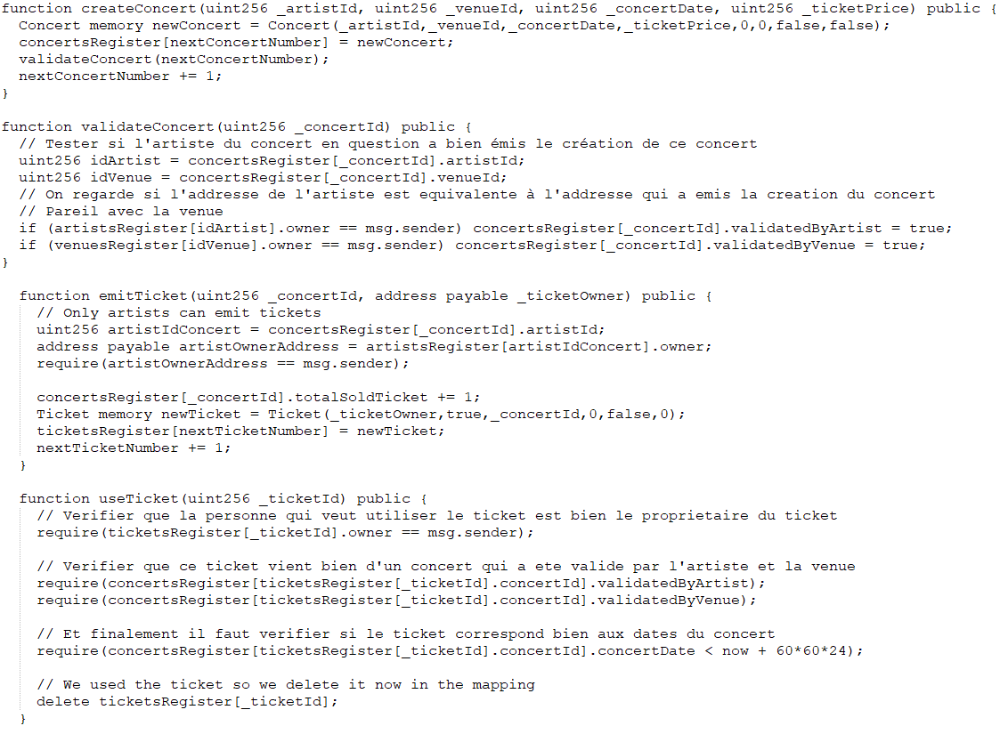 function createConcert(uint256 _artistId, uint256 _venueId, uint256 _concertDate, uint256 _ticketPrice) public {
  Concert memory newConcert = Concert(_artistId,_venueId,_concertDate,_ticketPrice,0,0,false,false);
  concertsRegister[nextConcertNumber] = newConcert;
  validateConcert(nextConcertNumber);
  nextConcertNumber += 1;
}

function validateConcert(uint256 _concertId) public {
  // Tester si l'artiste du concert en question a bien émis le création de ce concert
  uint256 idArtist = concertsRegister[_concertId].artistId;
  uint256 idVenue = concertsRegister[_concertId].venueId;
  // On regarde si l'addresse de l'artiste est equivalente à l'addresse qui a emis la creation du concert
  // Pareil avec la venue
  if (artistsRegister[idArtist].owner == msg.sender) concertsRegister[_concertId].validatedByArtist = true;
  if (venuesRegister[idVenue].owner == msg.sender) concertsRegister[_concertId].validatedByVenue = true;
}

  function emitTicket(uint256 _concertId, address payable _ticketOwner) public {
    // Only artists can emit tickets
    uint256 artistIdConcert = concertsRegister[_concertId].artistId;
    address payable artistOwnerAddress = artistsRegister[artistIdConcert].owner;
    require(artistOwnerAddress == msg.sender);

    concertsRegister[_concertId].totalSoldTicket += 1;
    Ticket memory newTicket = Ticket(_ticketOwner,true,_concertId,0,false,0);
    ticketsRegister[nextTicketNumber] = newTicket;
    nextTicketNumber += 1;
  }

  function useTicket(uint256 _ticketId) public {
    // Verifier que la personne qui veut utiliser le ticket est bien le proprietaire du ticket
    require(ticketsRegister[_ticketId].owner == msg.sender);

    // Verifier que ce ticket vient bien d'un concert qui a ete valide par l'artiste et la venue
    require(concertsRegister[ticketsRegister[_ticketId].concertId].validatedByArtist);
    require(concertsRegister[ticketsRegister[_ticketId].concertId].validatedByVenue);

    // Et finalement il faut verifier si le ticket correspond bien aux dates du concert
    require(concertsRegister[ticketsRegister[_ticketId].concertId].concertDate < now + 60*60*24);

    // We used the ticket so we delete it now in the mapping
    delete ticketsRegister[_ticketId];
  }